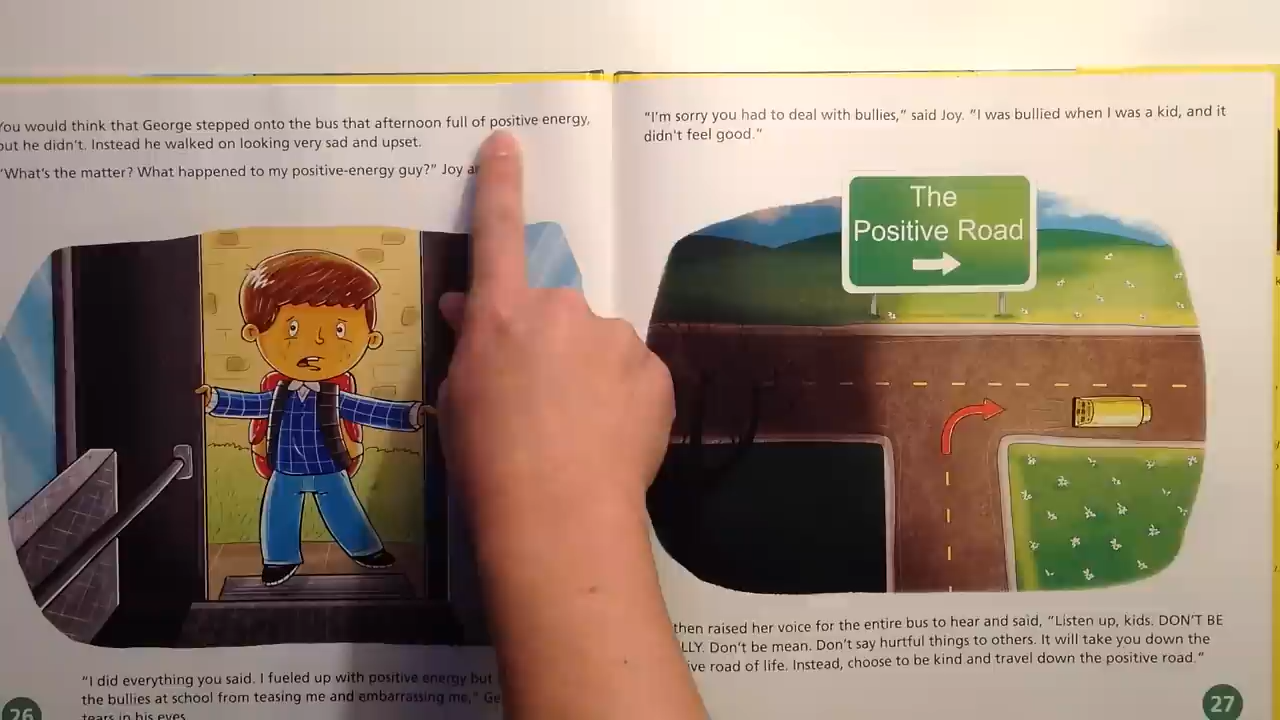 You would think that George stepped onto the bus that afternoon full of positive energy,
but he didn't. Instead he walked on looking very sad and upset.
"What's the matter? What happened to my positive-energy guy?" Joy
"I did everything you said. I fueled up with positive energy but
the bullies at school from teasing me and embarrassing me,"
tears in his eyes
26
"I'm sorry you had to deal with bullies," said Joy. "I was bullied when I was a kid, and it
didn't feel good."
The
Positive Road
then raised her voice for the entire bus to hear and said, "Listen up, kids. DON'T BE
Don't be mean. Don't say hurtful things to others. It will take you down the
road of life. Instead, choose to be kind and travel down the positive road."
27